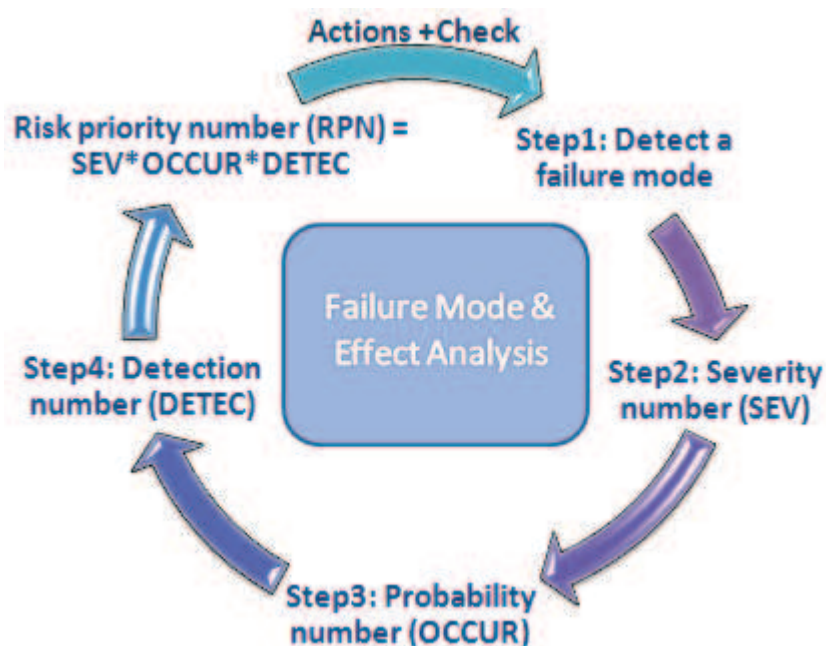 Actions +Check
Risk priority number (RPN) =
SEV*OCCUR*DETEC
Step1: Detect a
failure mode
Failure Mode &
Effect Analysis
Step2: Severity
number (SEV)
Step3: Probability
number (OCCUR)
Step4: Detection
number (DETEC)